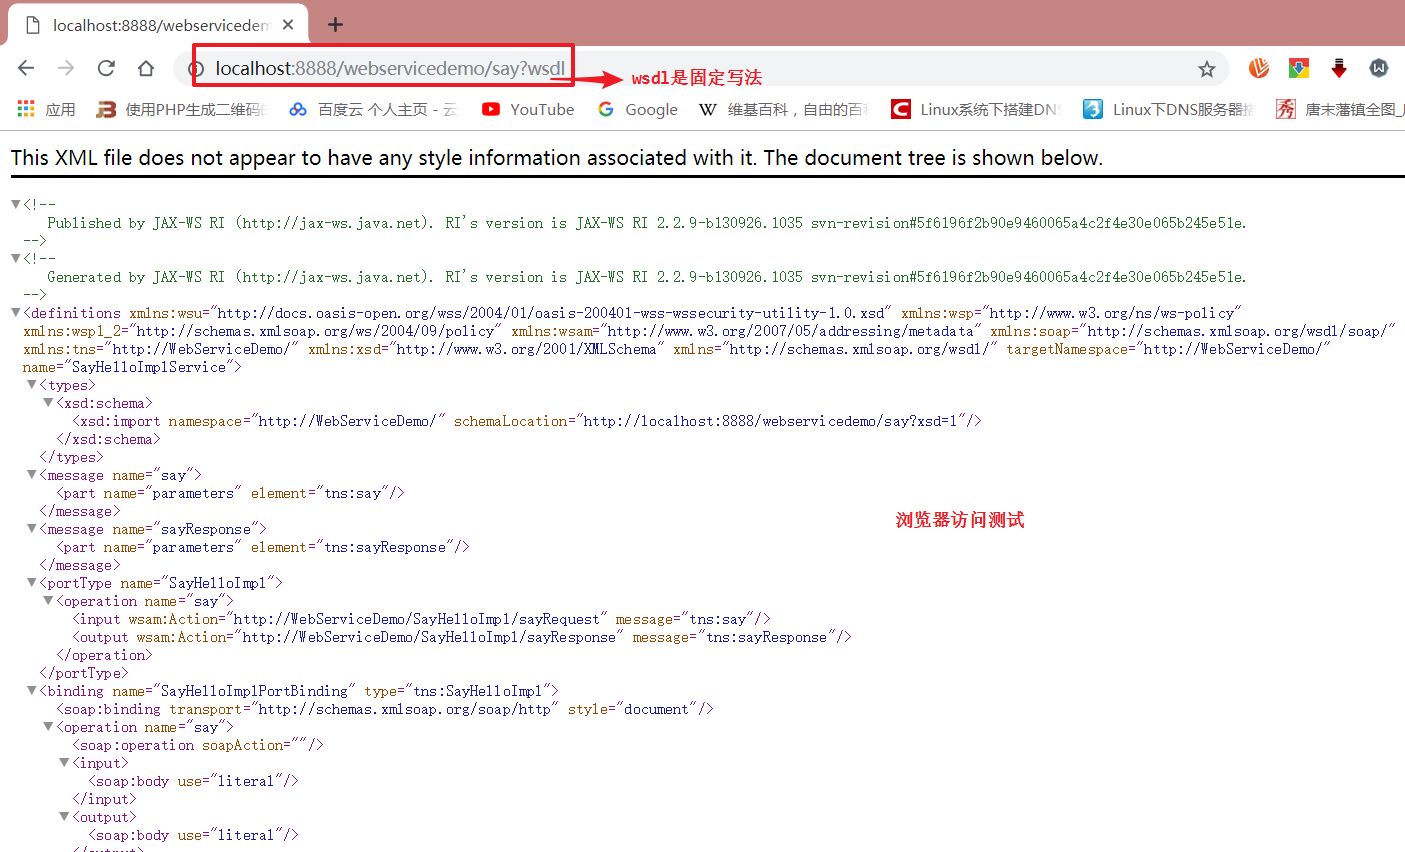 localhost:8888/webservicedem
localhost:8888/webservicedemo/say?wsdl
wsdl是固定写法
应用 使用PHP生成二维码 百度云 个人主页 - 云 YouTube Google 维基百科，自由的百 Linux系统下搭建DNS Linux下DNS服务器搭 唐末藩镇全图_
This XML file does not appear to have any style information associated with it. The document tree is shown below.
▼<!--
Published by JAX-WS RI (http://jax-ws.java.net). RI's version is JAX-WS RI 2.2.9-b130926.1035 svn-revision#5f6196f2b90e9460065a4c2f4e30e065b245e51e.
-->
▼<!--
Generated by JAX-WS RI (http://jax-ws.java.net). RI's version is JAX-WS RI 2.2.9-b130926.1035 svn-revision#5f6196f2b90e9460065a4c2f4e30e065b245e51e.
-->
▼<definitions xmlns:wsu="http://docs.oasis-open.org/wss/2004/01/oasis-200401-wss-wssecurity-utility-1.0.xsd" xmlns:wsp="http://www.w3.org/ns/ws-policy"
xmlns:wsp1_2="http://schemas.xmlsoap.org/ws/2004/09/policy" xmlns:wsam="http://www.w3.org/2007/05/addressing/metadata" xmlns:soap="http://schemas.xmlsoap.org/wsdl/soap/"
xmlns:tns="http://WebServiceDemo/" xmlns:xsd="http://www.w3.org/2001/XMLSchema" xmlns="http://schemas.xmlsoap.org/wsdl/" targetNamespace="http://WebServiceDemo/"
name="SayHelloImplService">
▼<types>
▼<xsd:schema>
<xsd:import namespace="http://WebServiceDemo/" schemaLocation="http://localhost:8888/webservicedemo/say?xsd=1"/>
</xsd:schema>
</types>
▼<message name="say">
<part name="parameters" element="tns:say"/>
</message>
浏览器访问测试
▼<message name="sayResponse">
<part name="parameters" element="tns:sayResponse"/>
</message>
▼<portType name="SayHelloImpl">
▼<operation name="say">
<input wsam:Action="http://WebServiceDemo/SayHelloImpl/sayRequest" message="tns:say"/>
<output wsam:Action="http://WebServiceDemo/SayHelloImpl/sayResponse" message="tns:sayResponse"/>
</operation>
</portType>
▼<binding name="SayHelloImplPortBinding" type="tns:SayHelloImpl">
<soap:binding transport="http://schemas.xmlsoap.org/soap/http" style="document"/>
▼<operation name="say">
<soap:operation soapAction=""/>
▼<input>
<soap:body use="literal"/>
</input>
▼<output>
<soap:body use="literal"/>
</output>